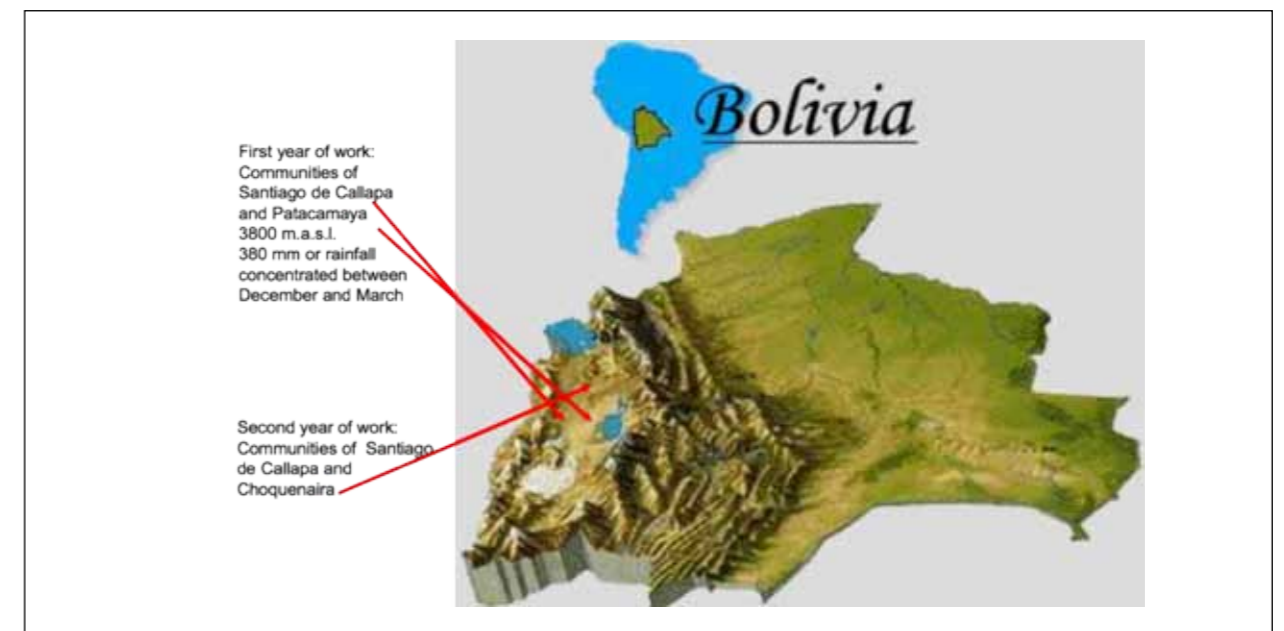 Bolivia
First year of work:
Communities of
Santiago de Callapa
and Patacamaya
3800 m.a.s.l.
380 mm or rainfall
concentrated between
December and March
Second year of work:
Communities of Santiago
de Callapa and
Choquenaira